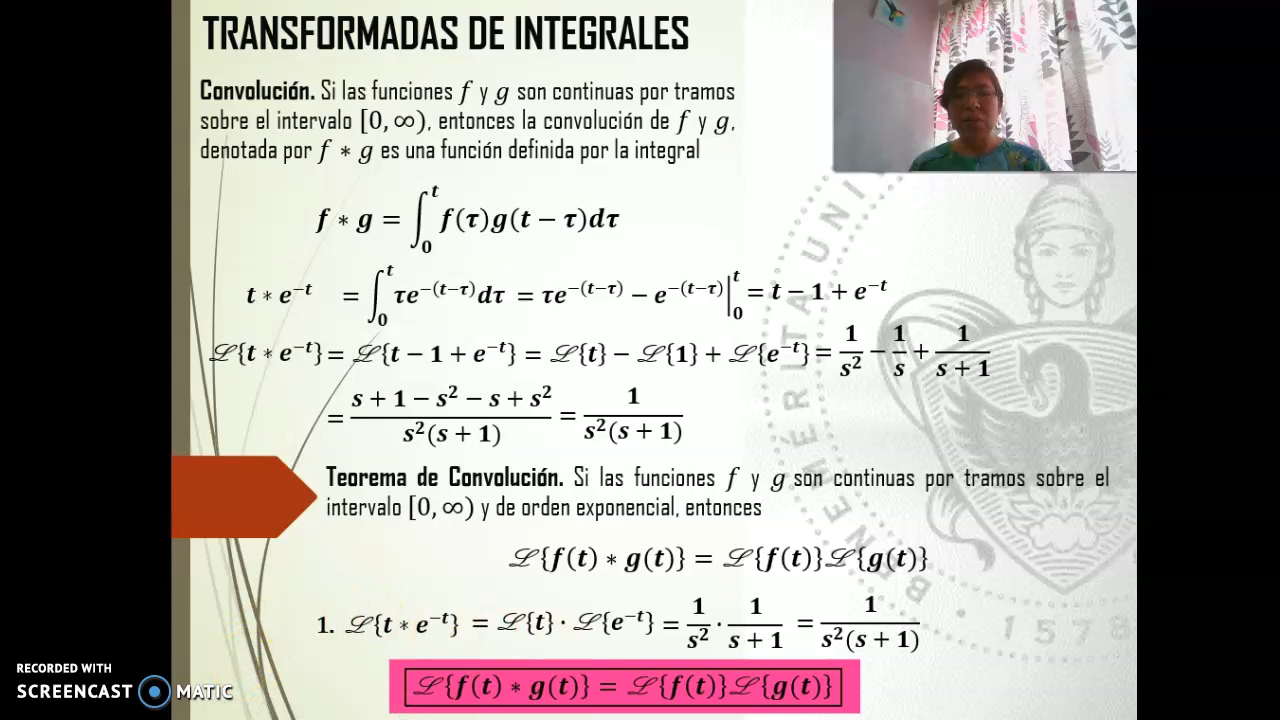 TRANSFORMADAS DE INTEGRALES
Convolución. Si las funciones f y g son continuas por tramos
sobre el intervalo [0, ∞), entonces la convolución de f y g,
denotada por f ∗ g es una función definida por la integral
f ∗ g = ∫₀ᵗ f(τ)g(t − τ)dτ
t ∗ e⁻ᵗ = ∫₀ᵗ τe^{−(t−τ)}dτ = τe^{−(t−τ)} − e^{−(t−τ)}|₀ᵗ = t − 1 + e⁻ᵗ
ℒ{t ∗ e⁻ᵗ} = ℒ{t − 1 + e⁻ᵗ} = ℒ{t} − ℒ{1} + ℒ{e⁻ᵗ} = 1/s² − 1/s + 1/(s + 1)
= (s + 1 − s² − s + s²)/(s²(s + 1)) = 1/(s²(s + 1))
Teorema de Convolución. Si las funciones f y g son continuas por tramos sobre el
intervalo [0, ∞) y de orden exponencial, entonces
ℒ{f(t) ∗ g(t)} = ℒ{f(t)}ℒ{g(t)}
1. ℒ{t ∗ e⁻ᵗ} = ℒ{t} · ℒ{e⁻ᵗ} = 1/s² · 1/(s + 1) = 1/(s²(s + 1))
ℒ{f(t) ∗ g(t)} = ℒ{f(t)}ℒ{g(t)}
RECORDED WITH
SCREENCAST MATIC
BENEMÉRITA UNI
1578